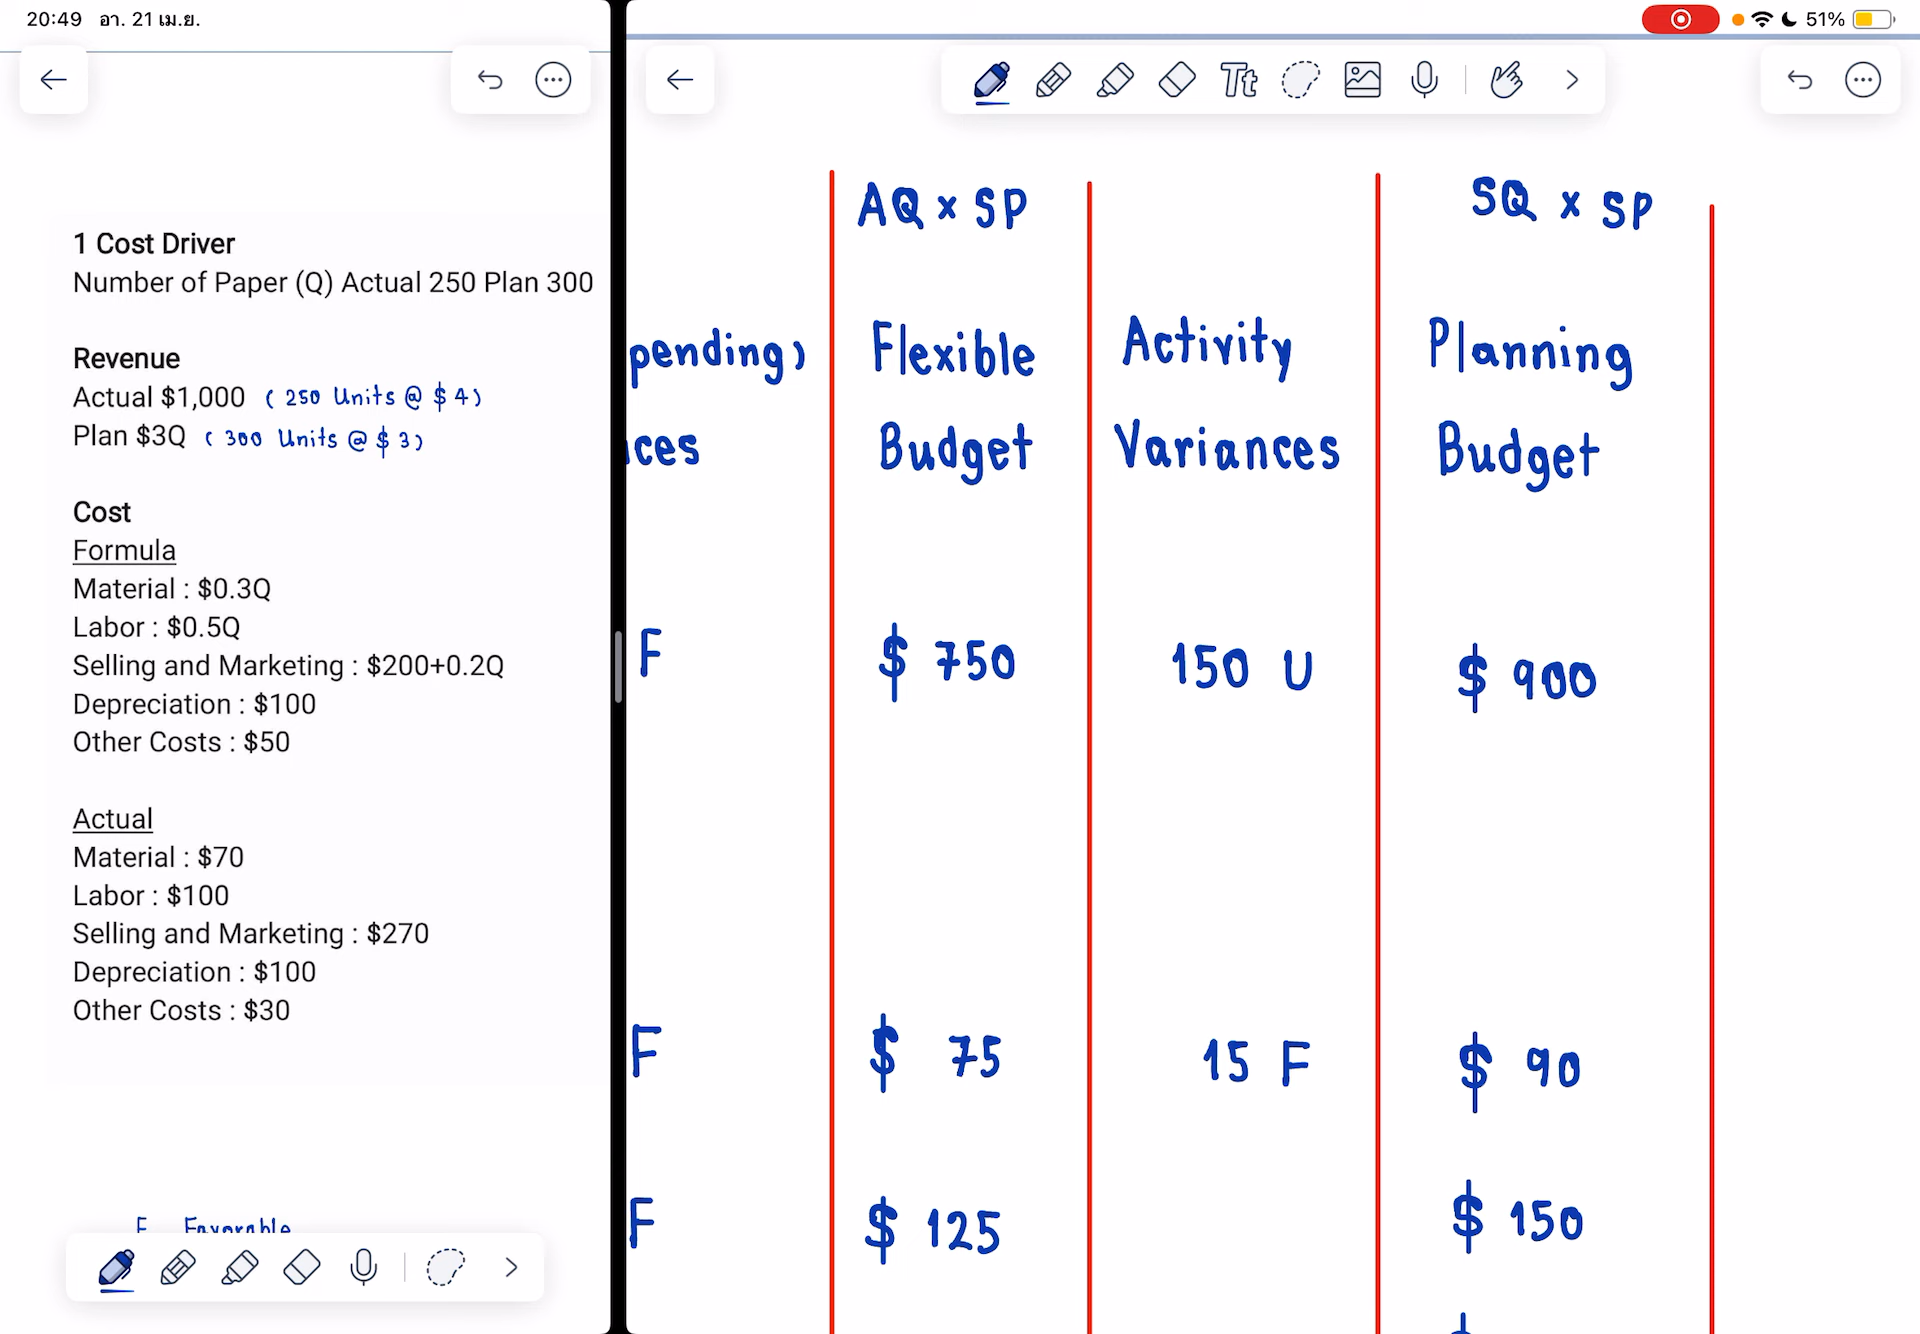 20:49 อา. 21 เม.ย.
51%
1 Cost Driver
Number of Paper (Q) Actual 250 Plan 300
Revenue
Actual $1,000 ( 250 Units @ $ 4 )
Plan $3Q ( 300 Units @ $ 3 )
Cost
Formula
Material : $0.3Q
Labor : $0.5Q
Selling and Marketing : $200+0.2Q
Depreciation : $100
Other Costs : $50
Actual
Material : $70
Labor : $100
Selling and Marketing : $270
Depreciation : $100
Other Costs : $30
F Favorable
Tt
AQ × SP SQ × SP
pending) Flexible Activity Planning
ces Budget Variances Budget
F $ 750 150 U $ 900
F $ 75 15 F $ 90
F $ 125 $ 150